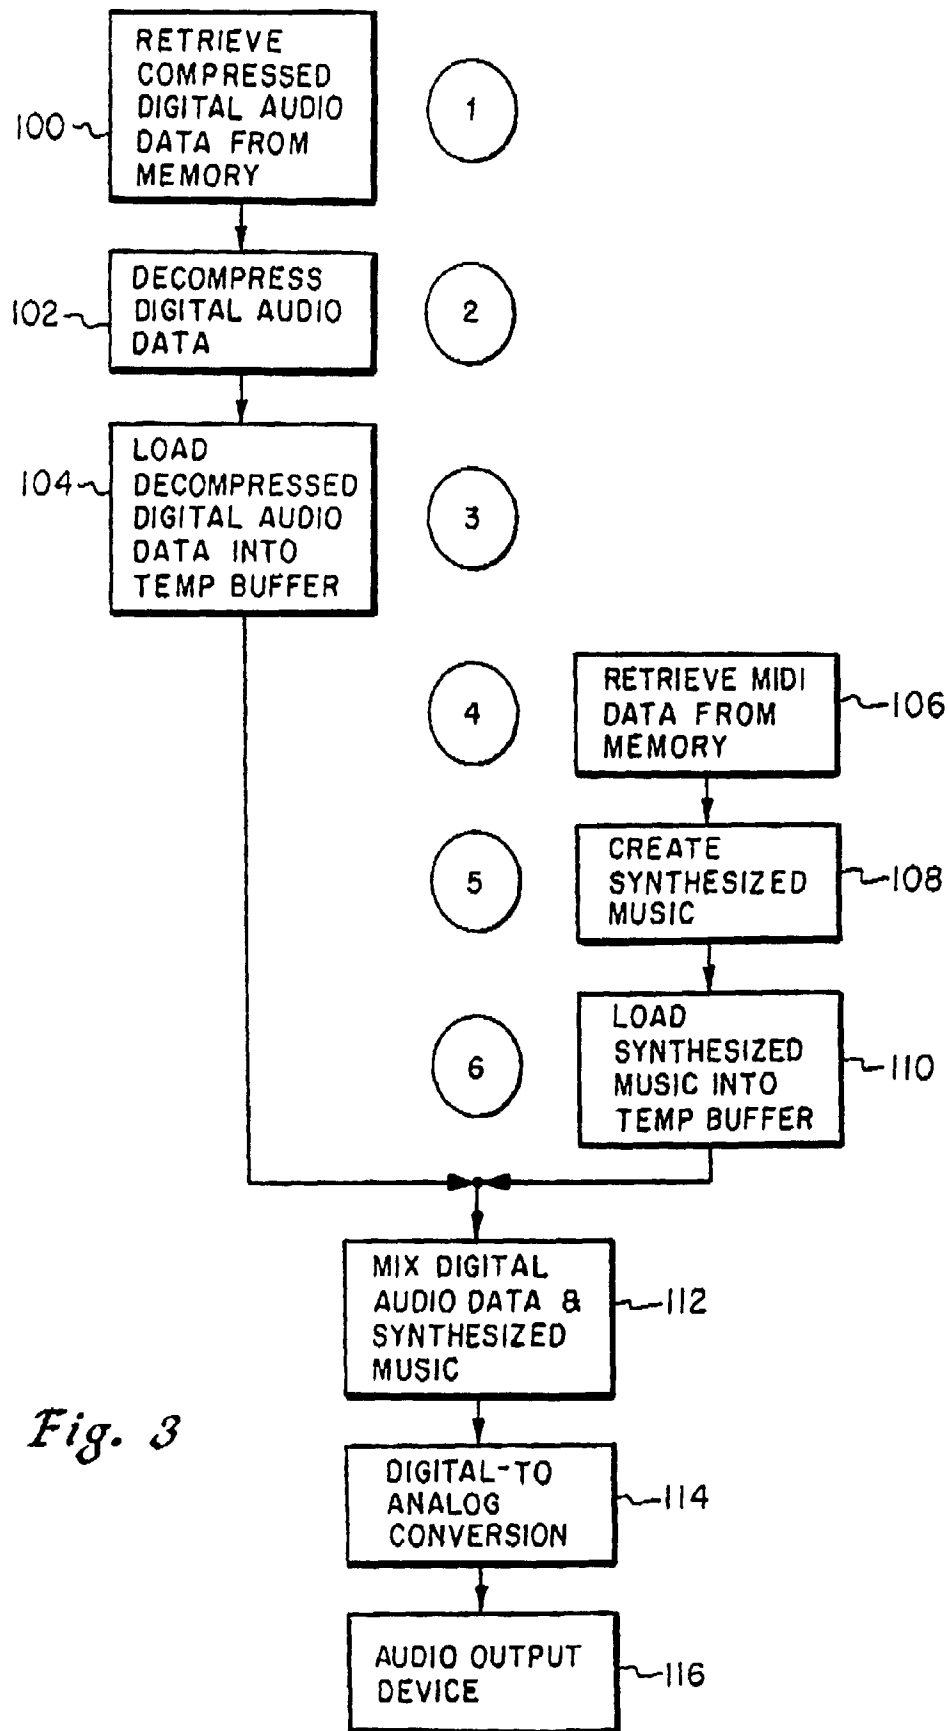 RETRIEVE
COMPRESSED
DIGITAL AUDIO
DATA FROM
MEMORY
100
1
DECOMPRESS
DIGITAL AUDIO
DATA
102
2
LOAD
DECOMPRESSED
DIGITAL AUDIO
DATA INTO
TEMP BUFFER
104
3
4
RETRIEVE MIDI
DATA FROM
MEMORY
106
5
CREATE
SYNTHESIZED
MUSIC
108
6
LOAD
SYNTHESIZED
MUSIC INTO
TEMP BUFFER
110
MIX DIGITAL
AUDIO DATA &
SYNTHESIZED
MUSIC
112
Fig. 3
DIGITAL-TO
ANALOG
CONVERSION
114
AUDIO OUTPUT
DEVICE
116